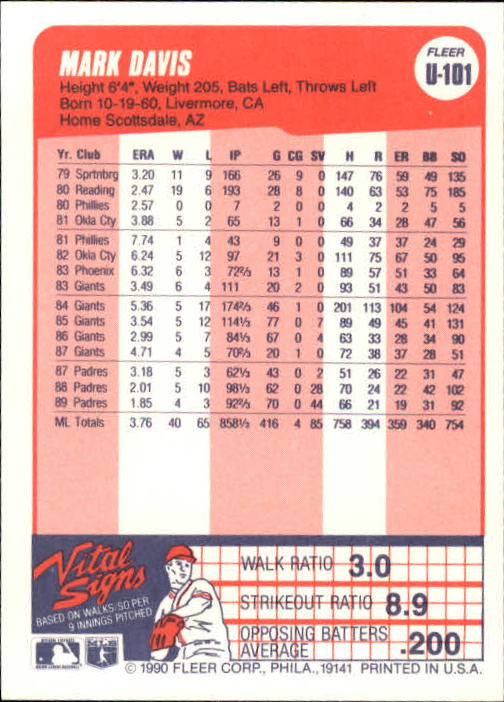 MARK DAVIS
FLEER
U-101
Height 6'4", Weight 205, Bats Left, Throws Left
Born 10-19-60, Livermore, CA
Home Scottsdale, AZ
Yr. Club ERA W L IP G CG SV H R ER BB SO
79 Sprtnbrg 3.20 11 9 166 26 9 0 147 76 59 49 135
80 Reading 2.47 19 6 193 28 8 0 140 63 53 75 185
80 Phillies 2.57 0 0 7 2 0 0 4 2 2 5 5
81 Okla Cty 3.88 5 2 65 13 1 0 66 34 28 47 56
81 Phillies 7.74 1 4 43 9 0 0 49 37 37 24 29
82 Okla Cty 6.24 5 12 97 21 3 0 111 75 67 50 95
83 Phoenix 6.32 6 3 72⅔ 13 1 0 89 57 51 33 64
83 Giants 3.49 6 4 111 20 2 0 93 51 43 50 83
84 Giants 5.36 5 17 174⅔ 46 1 0 201 113 104 54 124
85 Giants 3.54 5 12 114⅓ 77 0 7 89 49 45 41 131
86 Giants 2.99 5 7 84⅓ 67 0 4 63 33 28 34 90
87 Giants 4.71 4 5 70⅔ 20 1 0 72 38 37 28 51
87 Padres 3.18 5 3 62⅓ 43 0 2 51 26 22 31 47
88 Padres 2.01 5 10 98⅓ 62 0 28 70 24 22 42 102
89 Padres 1.85 4 3 92⅔ 70 0 44 66 21 19 31 92
ML Totals 3.76 40 65 858⅓ 416 4 85 758 394 359 340 754
Vital
Signs
BASED ON WALKS/SO PER
9 INNINGS PITCHED
WALK RATIO 3.0
STRIKEOUT RATIO 8.9
OPPOSING BATTERS
AVERAGE .200
© 1990 FLEER CORP., PHILA., 19141 PRINTED IN U.S.A.